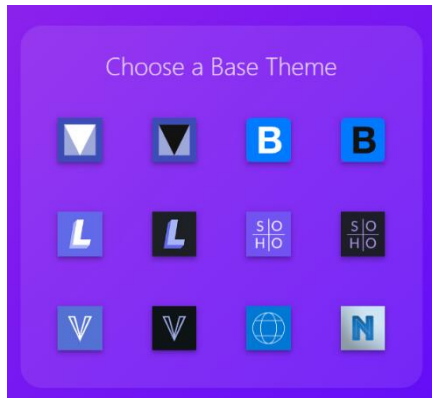 Choose a Base Theme
B B
L L S O S O
H O H O
V V N